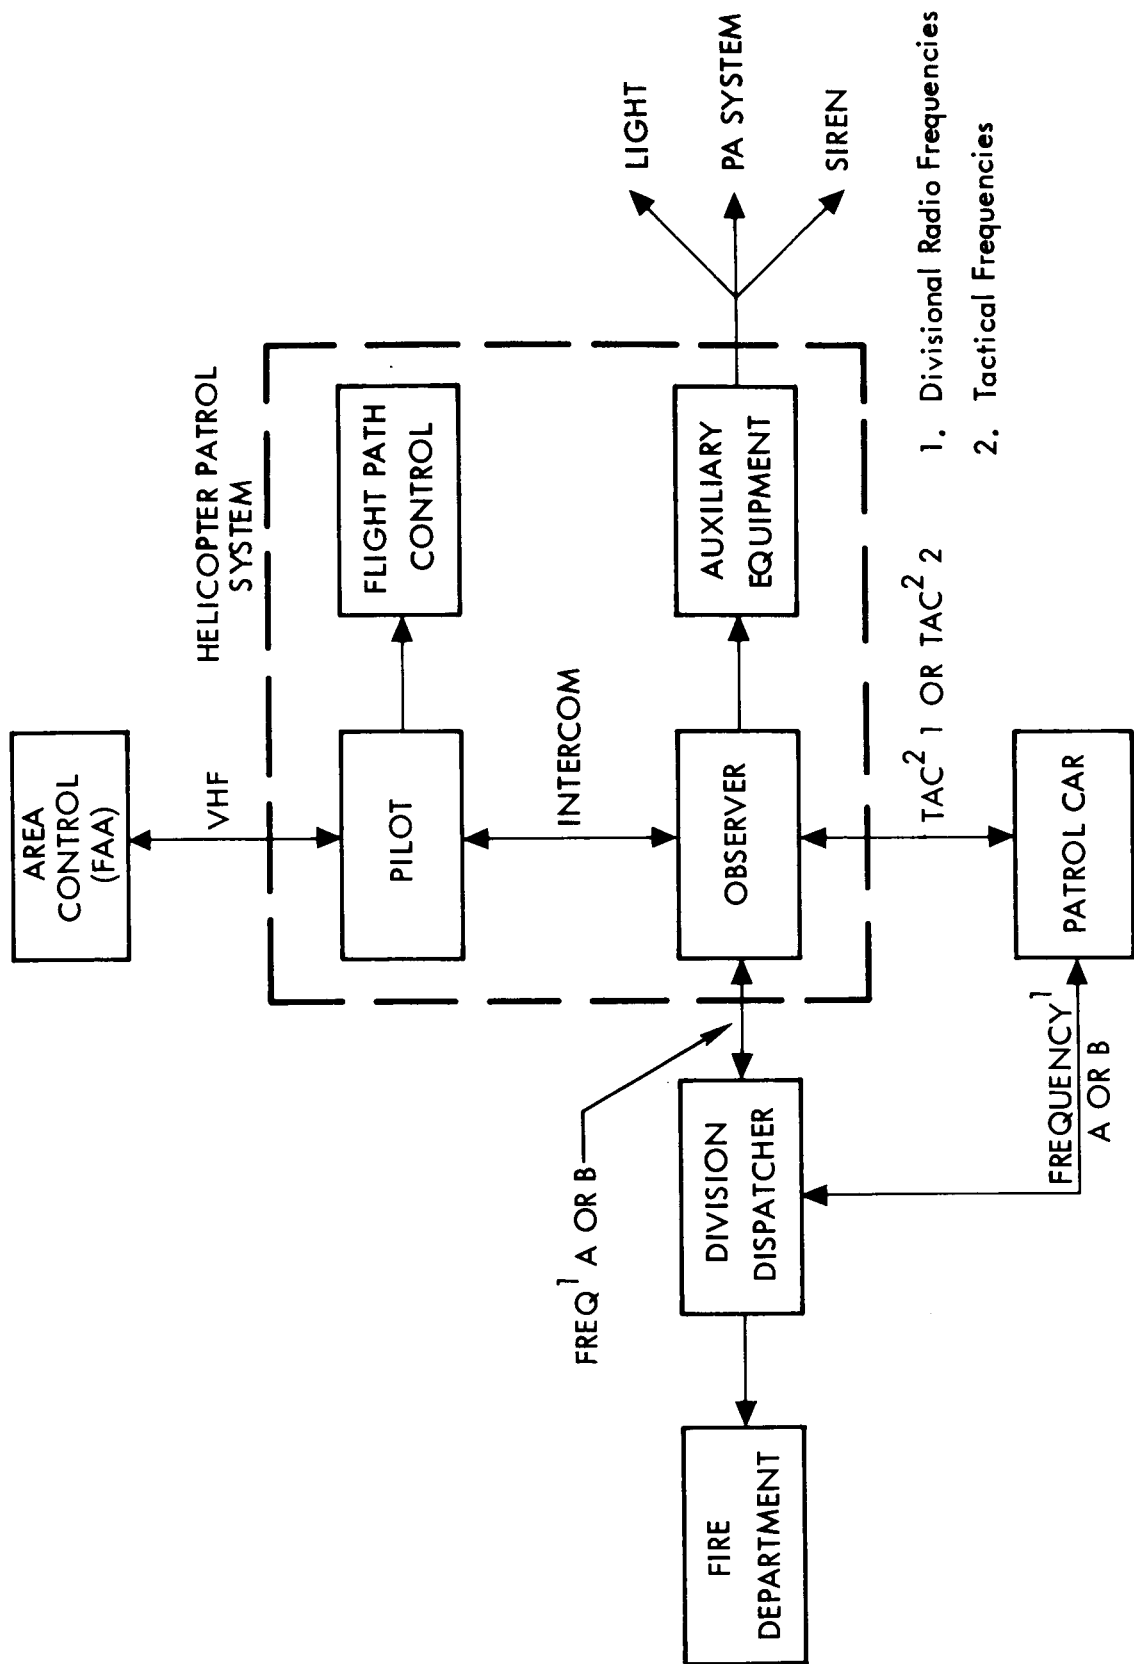 AREA
CONTROL
(FAA)
VHF
HELICOPTER PATROL
SYSTEM
PILOT
FLIGHT PATH
CONTROL
INTERCOM
FREQ¹ A OR B
FIRE
DEPARTMENT
DIVISION
DISPATCHER
OBSERVER
AUXILIARY
EQUIPMENT
LIGHT
PA SYSTEM
SIREN
TAC² 1 OR TAC² 2
FREQUENCY¹
A OR B
PATROL CAR
1. Divisional Radio Frequencies
2. Tactical Frequencies